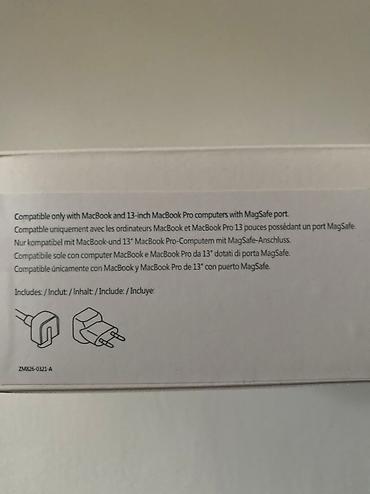 Compatible only with MacBook and 13-inch MacBook Pro computers with MagSafe port.
Compatble uniquement avec les ordinateurs MacBook et MacBook Pro 13 pouces possédant un port MagSafe.
Nur kompatibel mit MacBook-und 13" MacBook Pro-Computern mit MagSafe-Anschluss.
Compatibile sole con computer MacBook e MacBook Pro da 13" dotati di porta MagSafe.
Compatible únicamente con MacBook y MacBook Pro de 13" con puerto MagSafe.
Includes: / Inclut: / Inhalt: / Include: / Incluye:
ZM826-0321-A